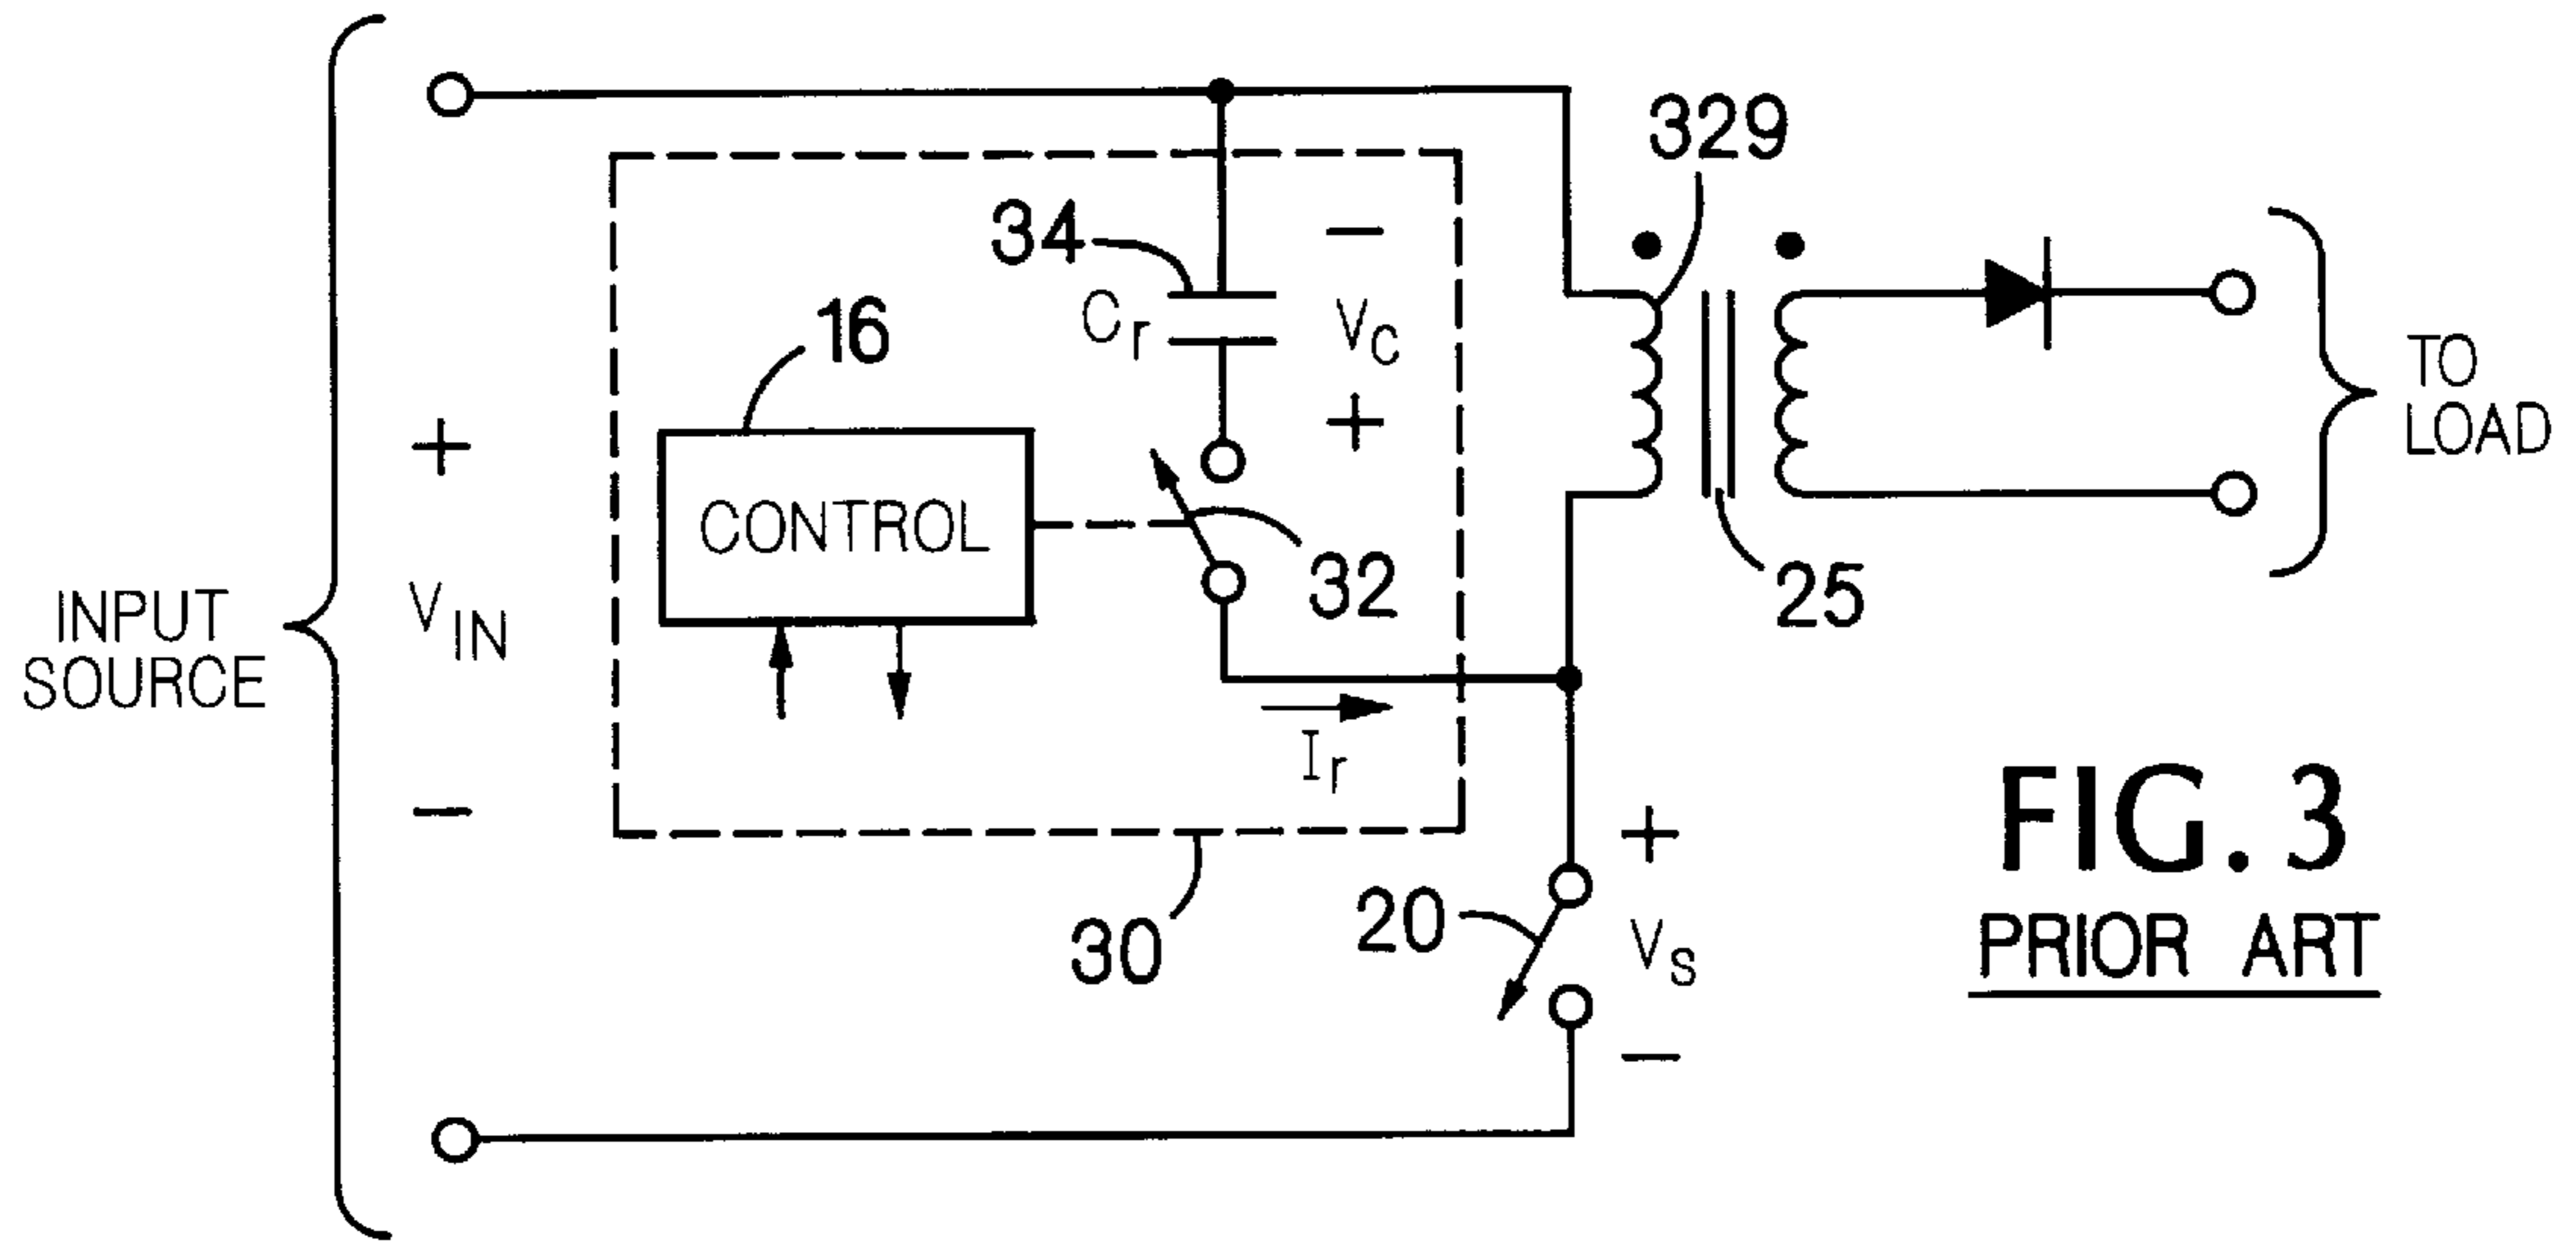 329
34
−
Cr
VC
+
16
CONTROL
32
25
TO
LOAD
+
VIN
−
INPUT
SOURCE
Ir
30
20
+
VS
−
FIG. 3
PRIOR ART